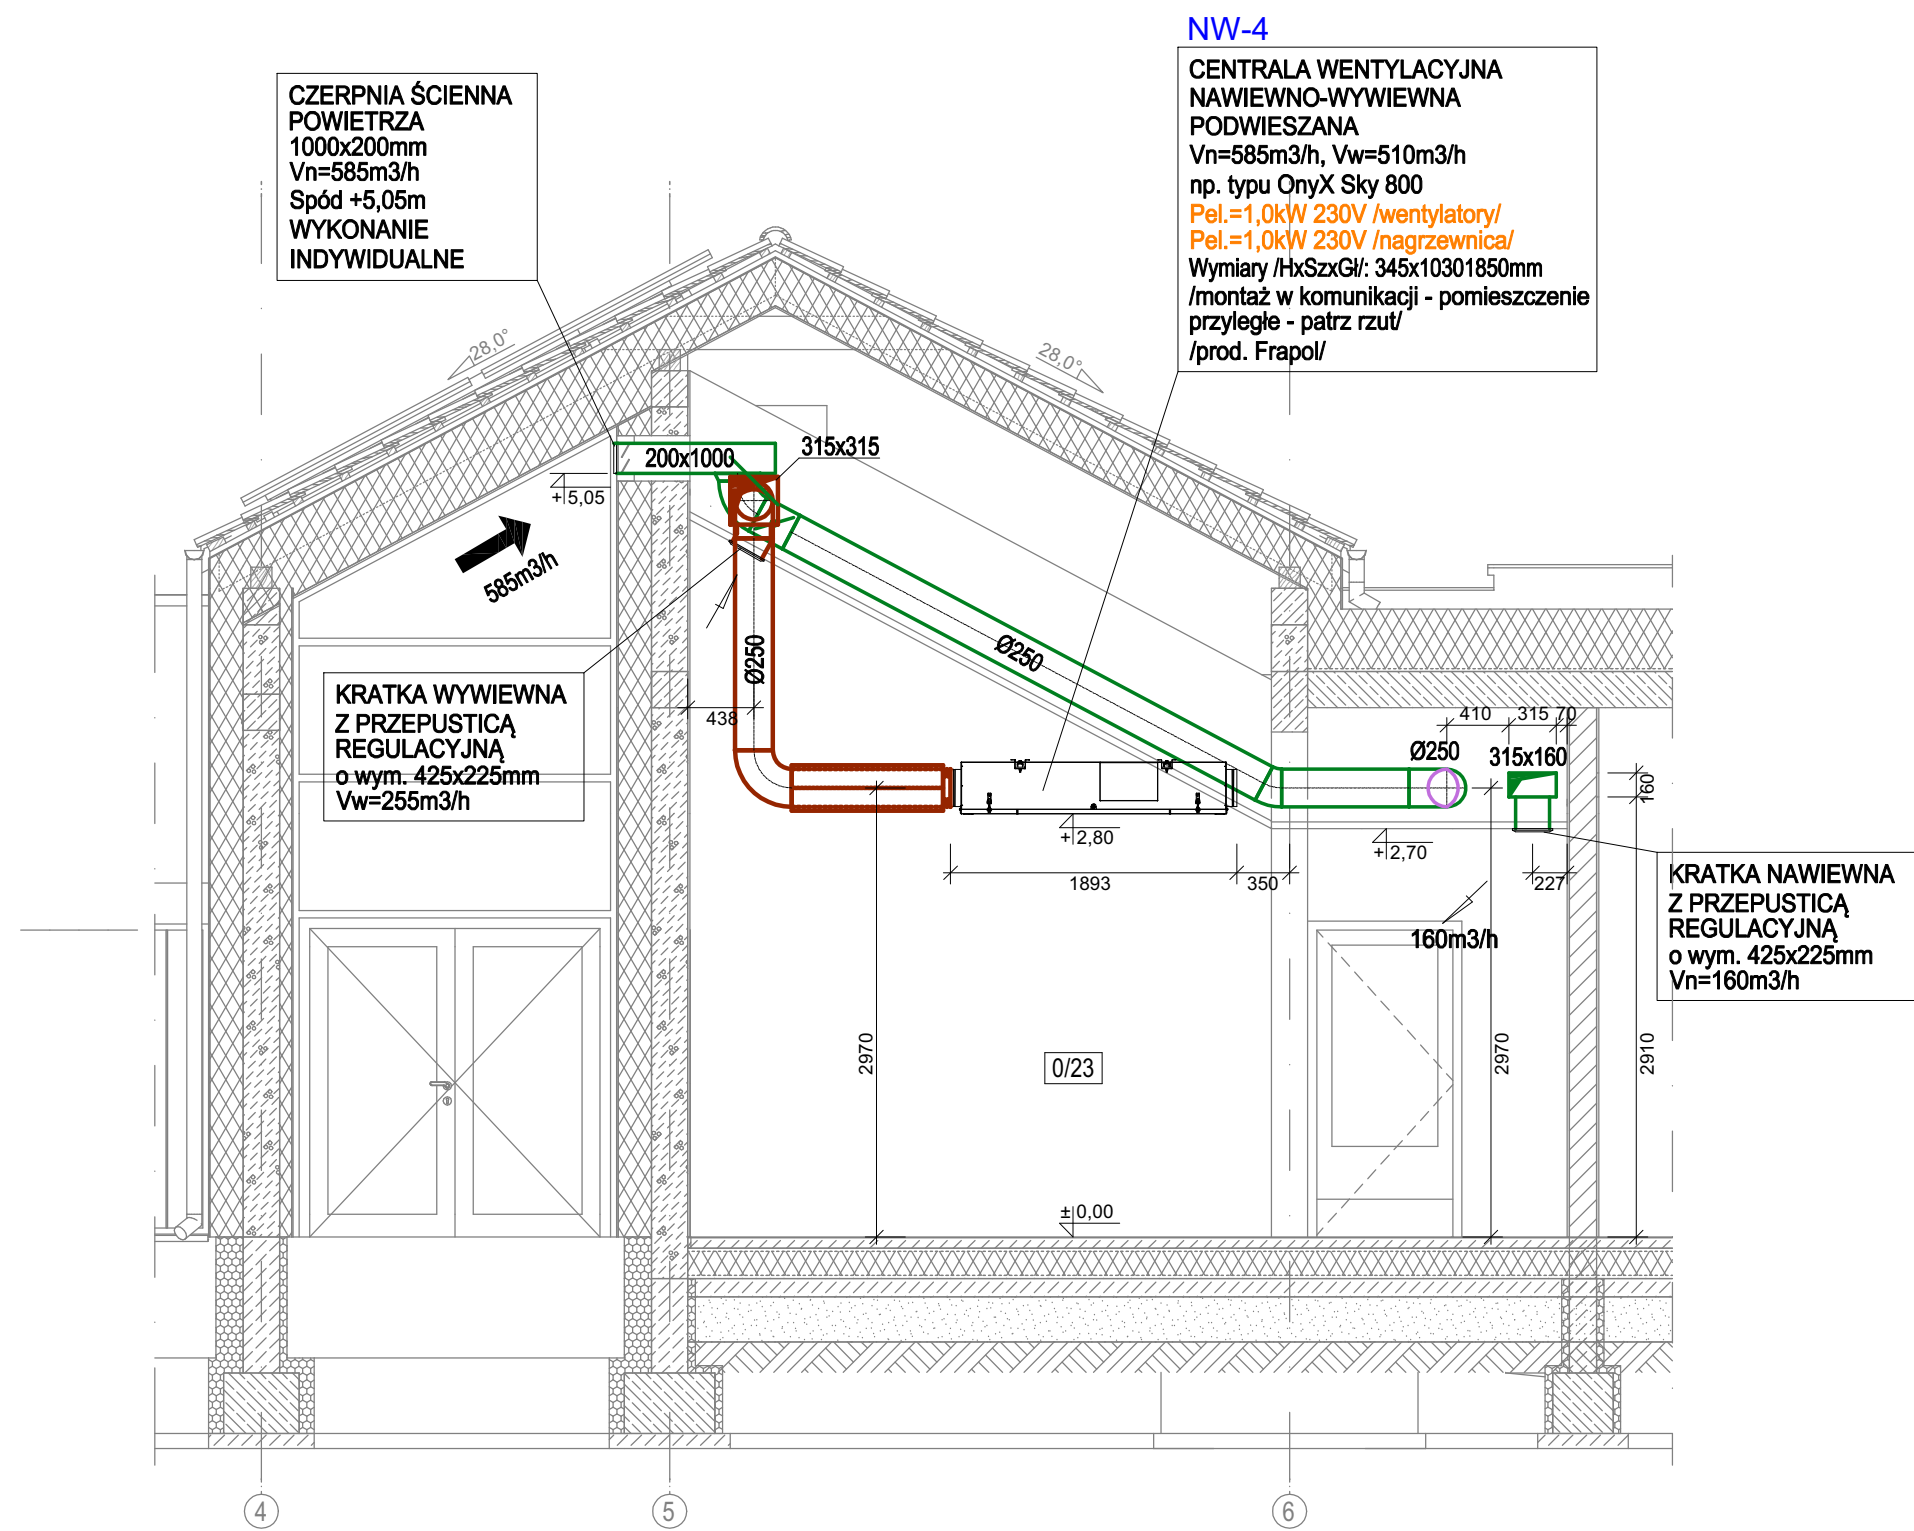 NW-4
CENTRALA WENTYLACYJNA
NAWIEWNO-WYWIEWNA
PODWIESZANA
Vn=585m3/h, Vw=510m3/h
np. typu OnyX Sky 800
Pel.=1,0kW 230V /wentylatory/
Pel.=1,0kW 230V /nagrzewnica/
Wymiary /HxSzxGł/: 345x10301850mm
/montaż w komunikacji - pomieszczenie
przyległe - patrz rzut/
/prod. Frapol/
CZERPNIA ŚCIENNA
POWIETRZA
1000x200mm
Vn=585m3/h
Spód +5,05m
WYKONANIE
INDYWIDUALNE
28,0°
28,0°
315x315
200x1000
+5,05
585m3/h
Ø250
Ø250
KRATKA WYWIEWNA
Z PRZEPUSTICĄ
REGULACYJNĄ
o wym. 425x225mm
Vw=255m3/h
438
410
315
70
Ø250
315x160
160
+2,80
+2,70
1893
350
227
KRATKA NAWIEWNA
Z PRZEPUSTICĄ
REGULACYJNĄ
o wym. 425x225mm
Vn=160m3/h
160m3/h
2970
0/23
2970
2910
±0,00
4
5
6